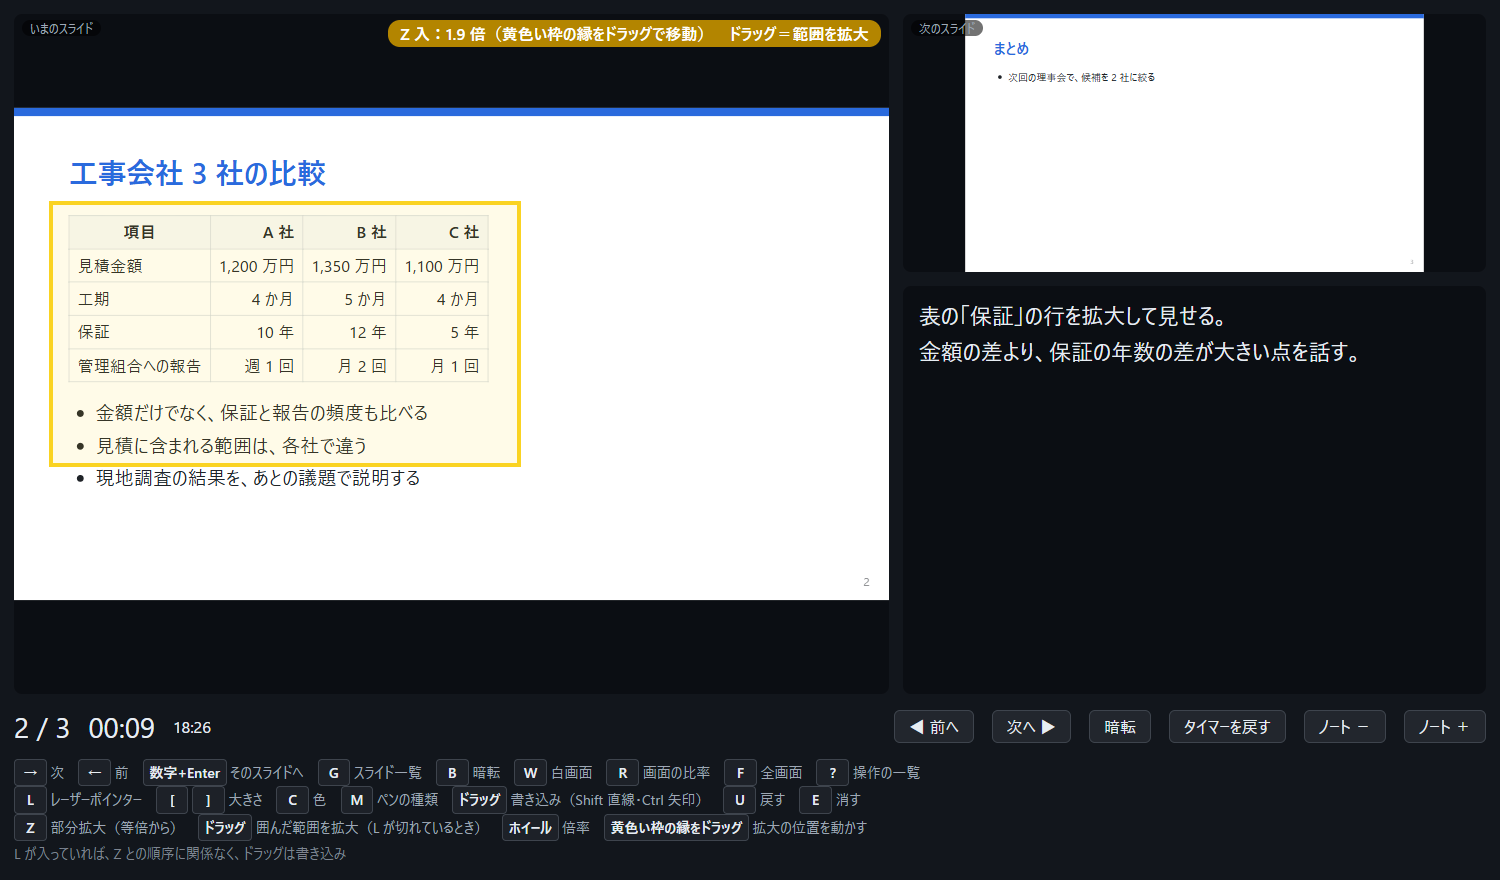 いまのスライド
Z 入：1.9 倍（黄色い枠の縁をドラッグで移動）　ドラッグ＝範囲を拡大
工事会社 3 社の比較
項目 A 社 B 社 C 社
見積金額 1,200 万円 1,350 万円 1,100 万円
工期 4 か月 5 か月 4 か月
保証 10 年 12 年 5 年
管理組合への報告 週 1 回 月 2 回 月 1 回
• 金額だけでなく、保証と報告の頻度も比べる
• 見積に含まれる範囲は、各社で違う
• 現地調査の結果を、あとの議題で説明する
2
次のスライド
まとめ
• 次回の理事会で、候補を 2 社に絞る
3
表の「保証」の行を拡大して見せる。
金額の差より、保証の年数の差が大きい点を話す。
2 / 3 00:09 18:26
◀ 前へ 次へ ▶ 暗転 タイマーを戻す ノート － ノート ＋
→ 次 ← 前 数字+Enter そのスライドへ G スライド一覧 B 暗転 W 白画面 R 画面の比率 F 全画面 ? 操作の一覧
L レーザーポインター [ ] 大きさ C 色 M ペンの種類 ドラッグ 書き込み（Shift 直線・Ctrl 矢印） U 戻す E 消す
Z 部分拡大（等倍から） ドラッグ 囲んだ範囲を拡大（L が切れているとき） ホイール 倍率 黄色い枠の縁をドラッグ 拡大の位置を動かす
L が入っていれば、Z との順序に関係なく、ドラッグは書き込み